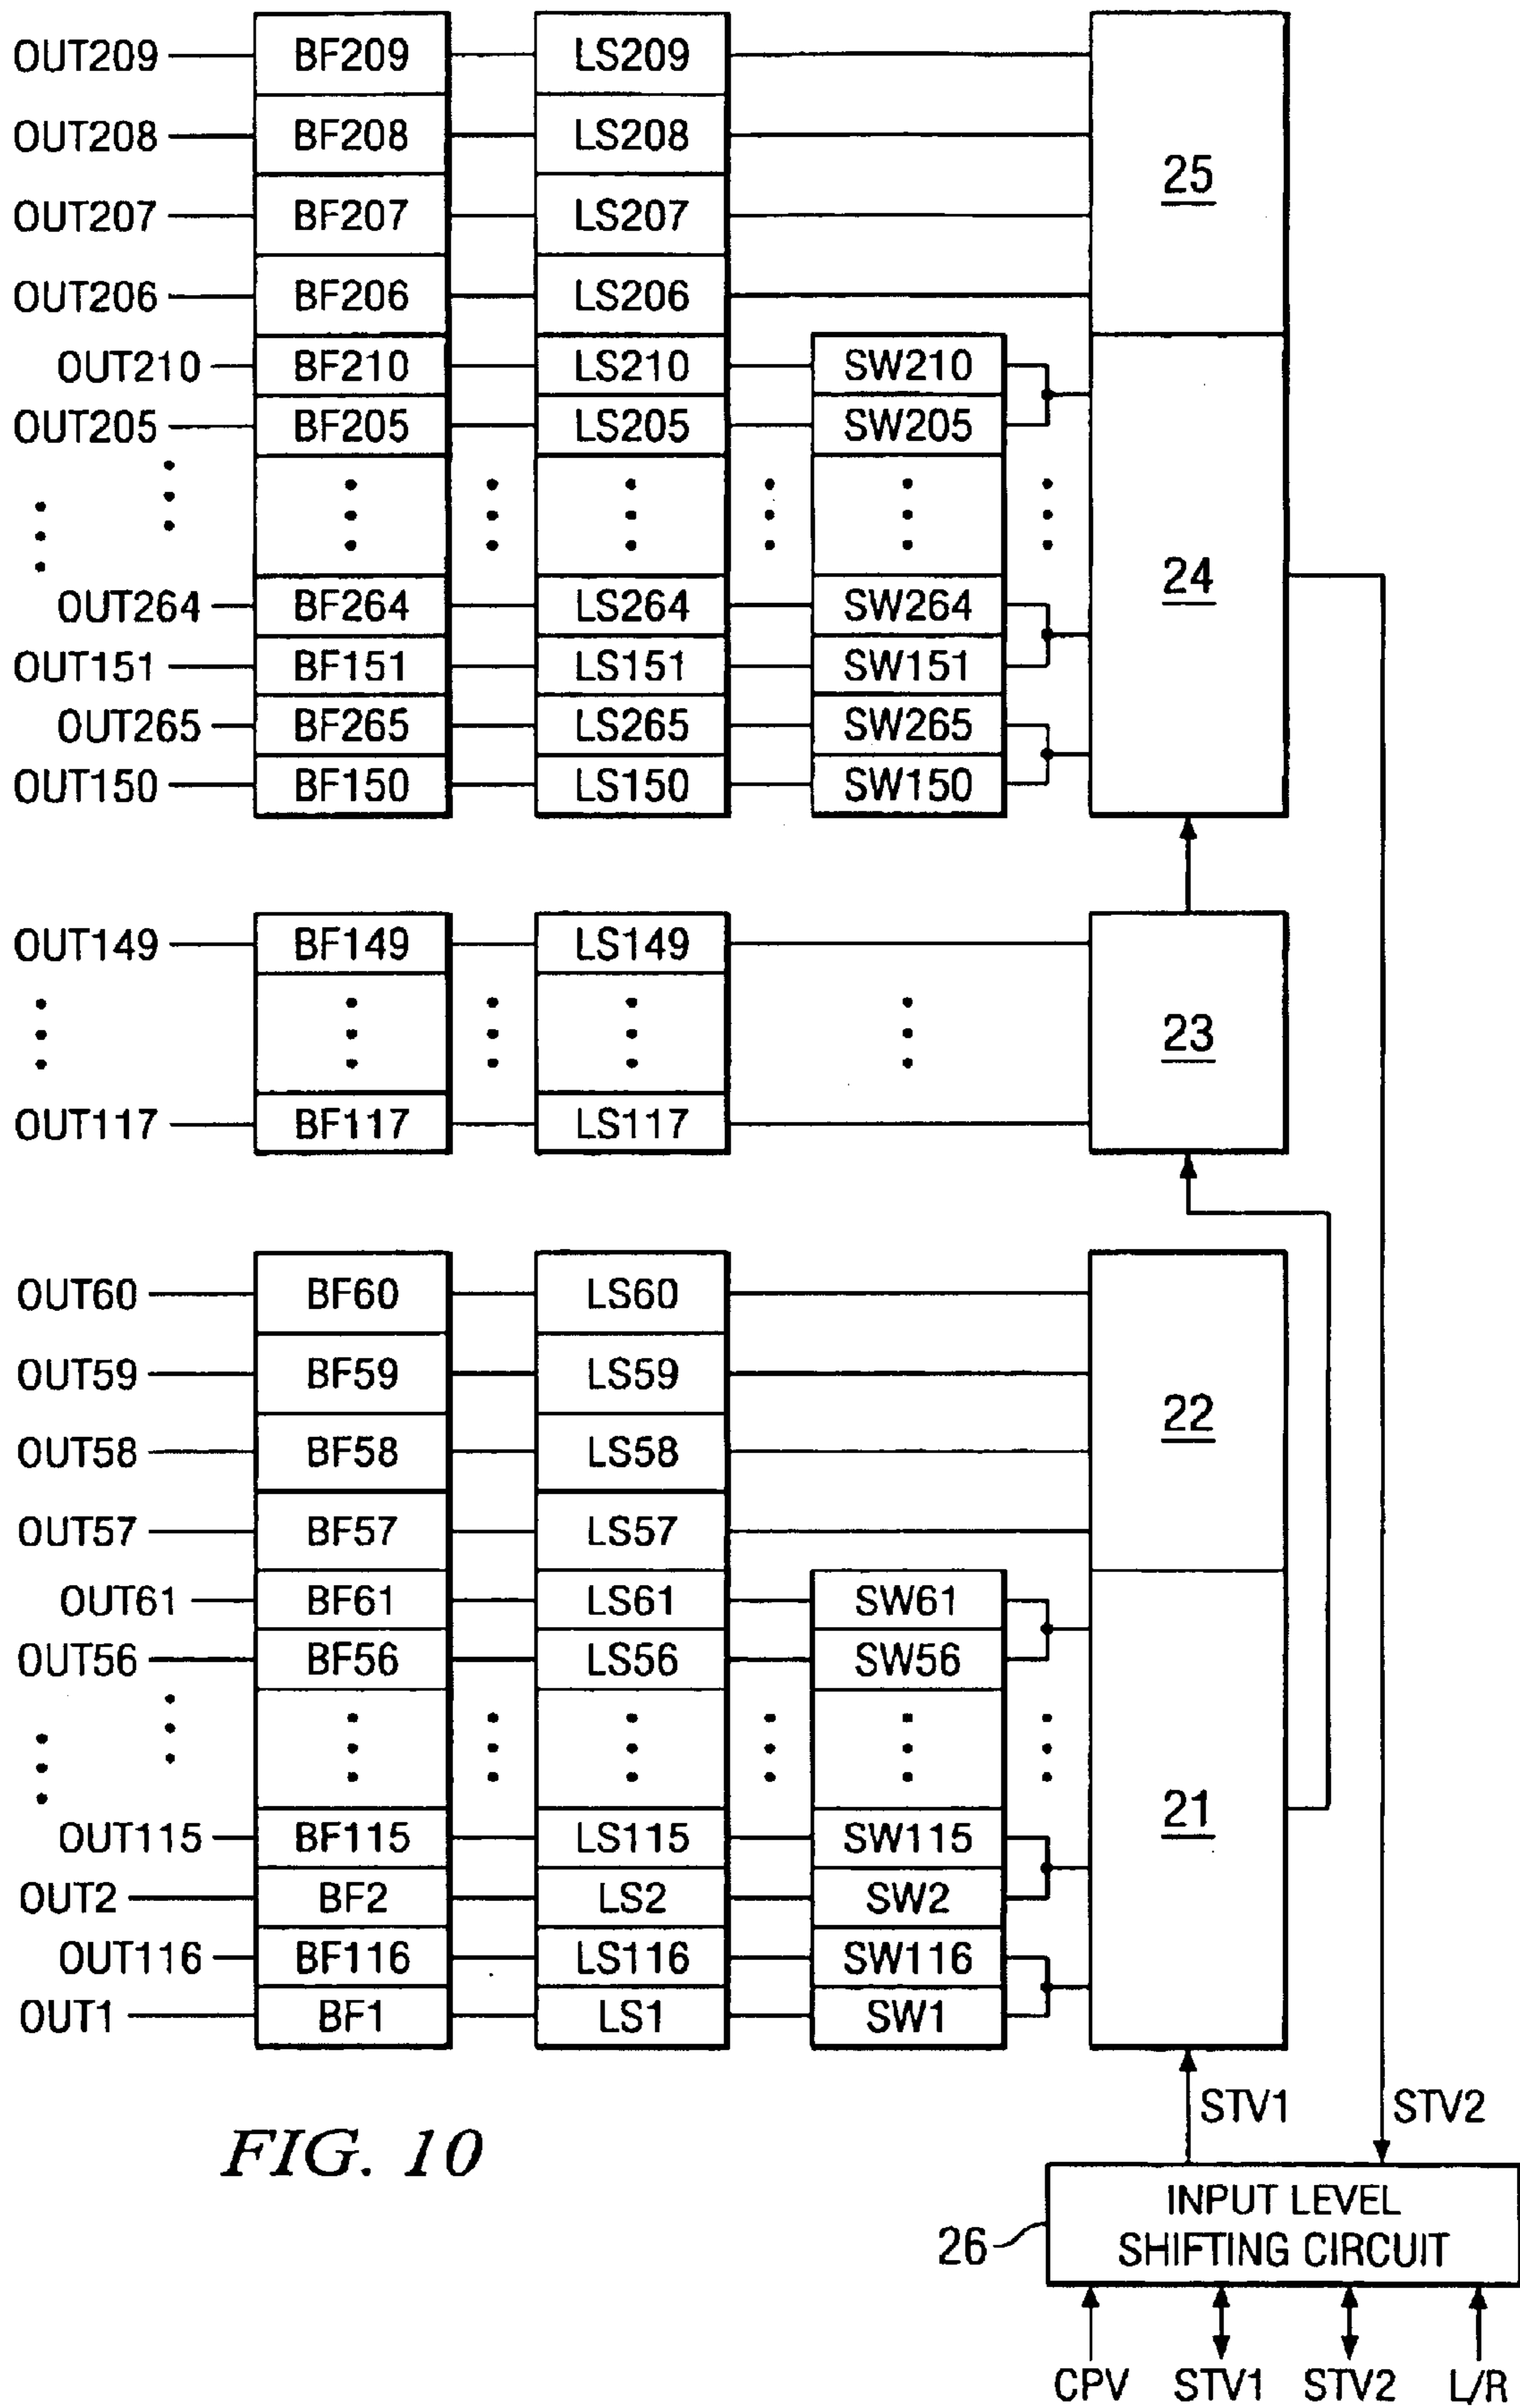 OUT209 BF209 LS209
OUT208 BF208 LS208
25
OUT207 BF207 LS207
OUT206 BF206 LS206
OUT210 BF210 LS210 SW210
OUT205 BF205 LS205 SW205
24
OUT264 BF264 LS264 SW264
OUT151 BF151 LS151 SW151
OUT265 BF265 LS265 SW265
OUT150 BF150 LS150 SW150
OUT149 BF149 LS149
23
OUT117 BF117 LS117
OUT60 BF60 LS60
OUT59 BF59 LS59
22
OUT58 BF58 LS58
OUT57 BF57 LS57
OUT61 BF61 LS61 SW61
OUT56 BF56 LS56 SW56
21
OUT115 BF115 LS115 SW115
OUT2 BF2 LS2 SW2
OUT116 BF116 LS116 SW116
OUT1 BF1 LS1 SW1
STV1 STV2
FIG. 10
INPUT LEVEL
26 SHIFTING CIRCUIT
CPV STV1 STV2 L/R